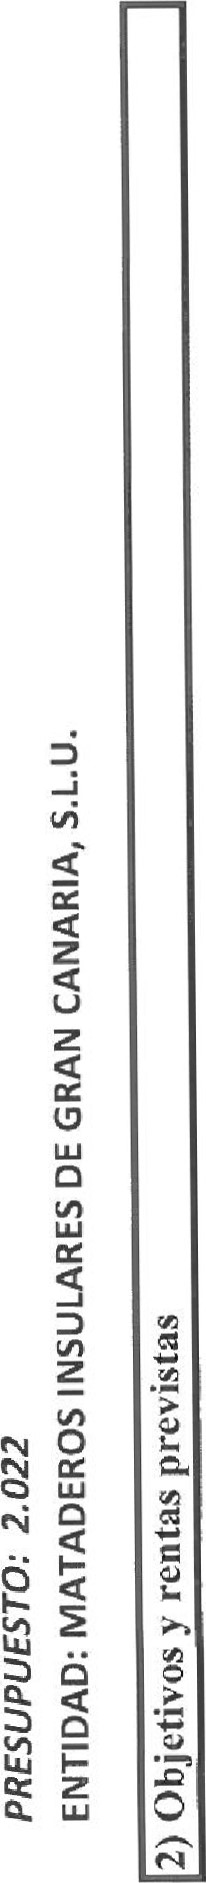 PRESUPUESTO: 2.022
ENTIDAD: MATADEROS INSULARES DE GRAN CANARIA, S.L.U.
2) Objetivos y rentas previstas